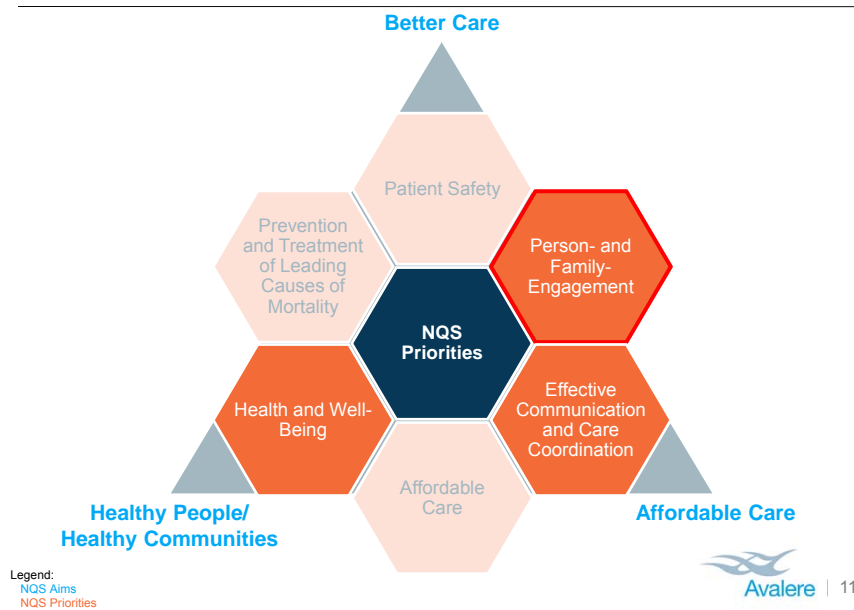 Better Care
Patient Safety
Prevention
and Treatment
of Leading
Causes of
Mortality
Person- and
Family-
Engagement
NQS
Priorities
Health and Well-
Being
Effective
Communication
and Care
Coordination
Affordable
Care
Healthy People/
Healthy Communities
Affordable Care
Legend:
NQS Aims
NQS Priorities
Avalere | 11